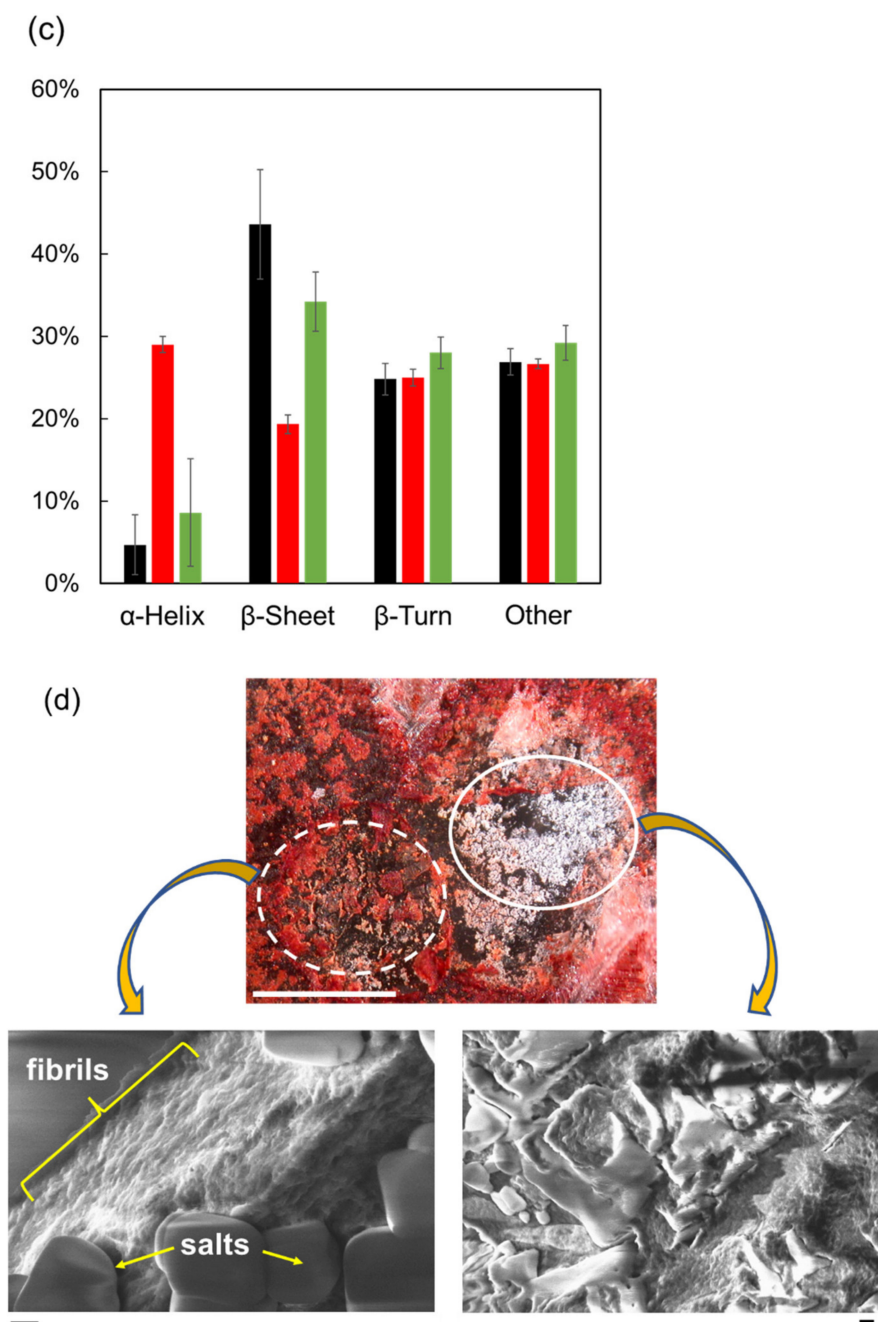 (c)
60%
50%
40%
30%
20%
10%
0%
α-Helix
β-Sheet
β-Turn
Other
(d)
fibrils
salts